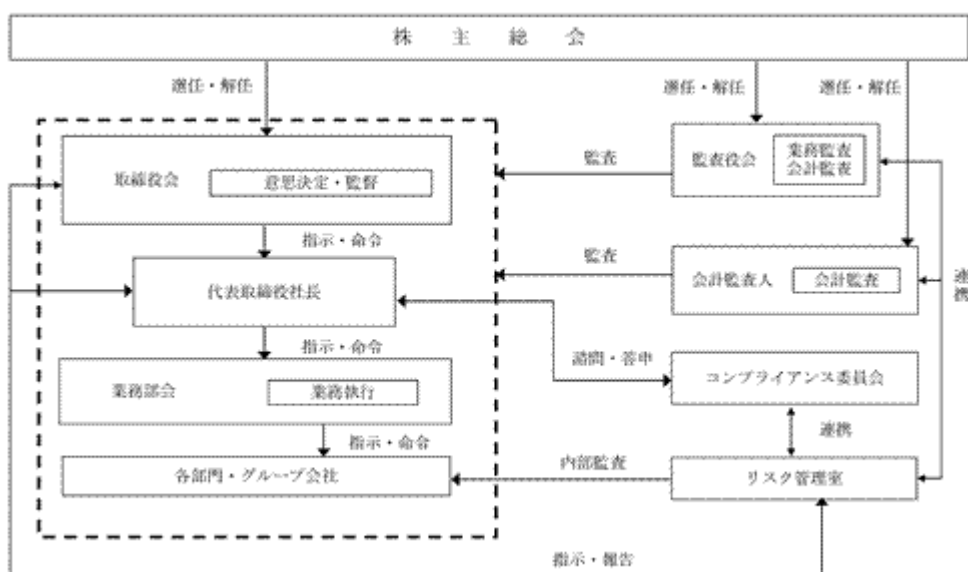 株主総会
選任・解任
選任・解任
選任・解任
取締役会
意思決定・監督
監査
監査役会
業務監査
会計監査
指示・命令
代表取締役社長
監査
会計監査人
会計監査
連携
指示・命令
業務部会
業務執行
諮問・答申
コンプライアンス委員会
指示・命令
連携
各部門・グループ会社
内部監査
リスク管理室
指示・報告